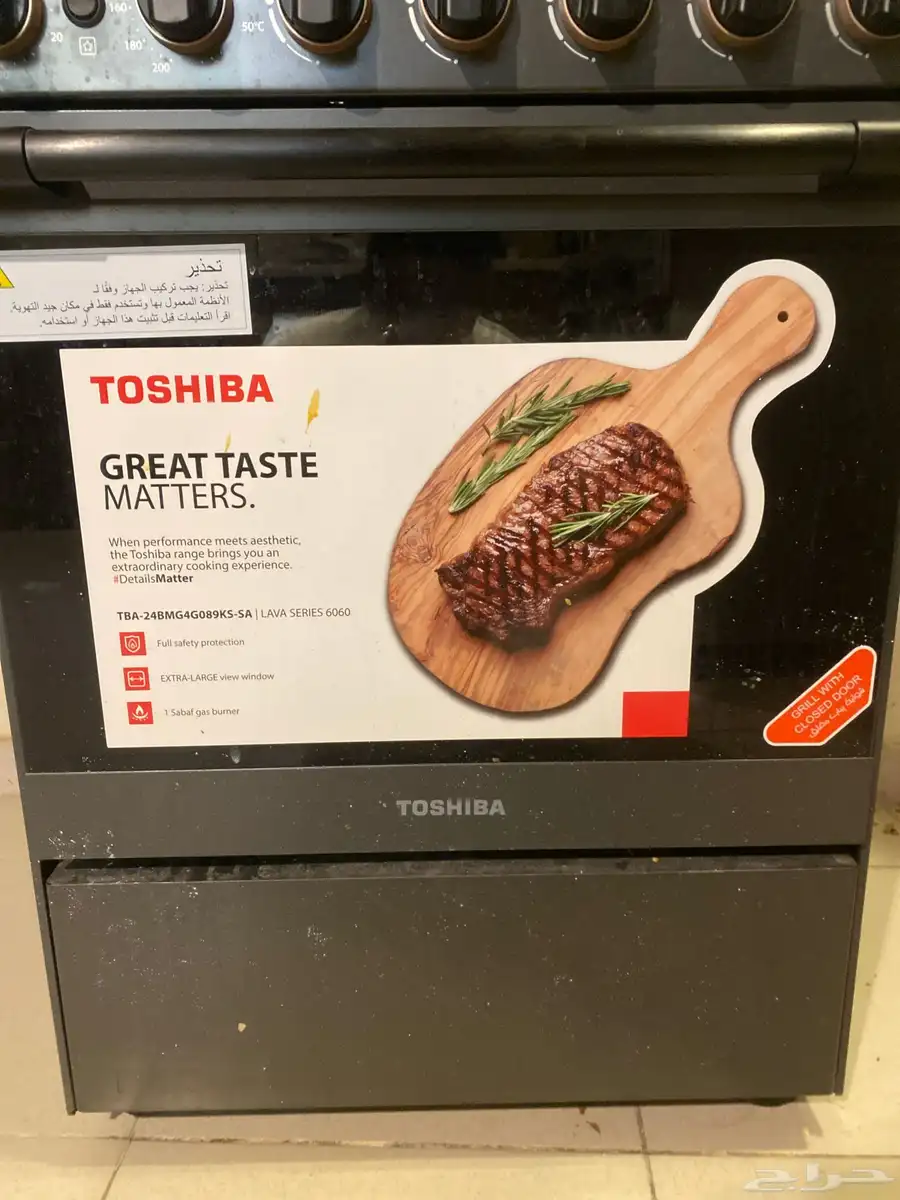 160
180
20
200
50°C
تحذير
تحذير: يجب تركيب الجهاز وفقًا لـ
الأنظمة المعمول بها وتستخدم فقط في مكان جيد التهوية.
اقرأ التعليمات قبل تثبيت هذا الجهاز أو استخدامه.
TOSHIBA
GREAT TASTE
MATTERS.
When performance meets aesthetic,
the Toshiba range brings you an
extraordinary cooking experience.
#DetailsMatter
TBA-24BMG4G089KS-SA | LAVA SERIES 6060
Full safety protection
EXTRA-LARGE view window
1 Sabaf gas burner
GRILL WITH
CLOSED DOOR
TOSHIBA
حراج